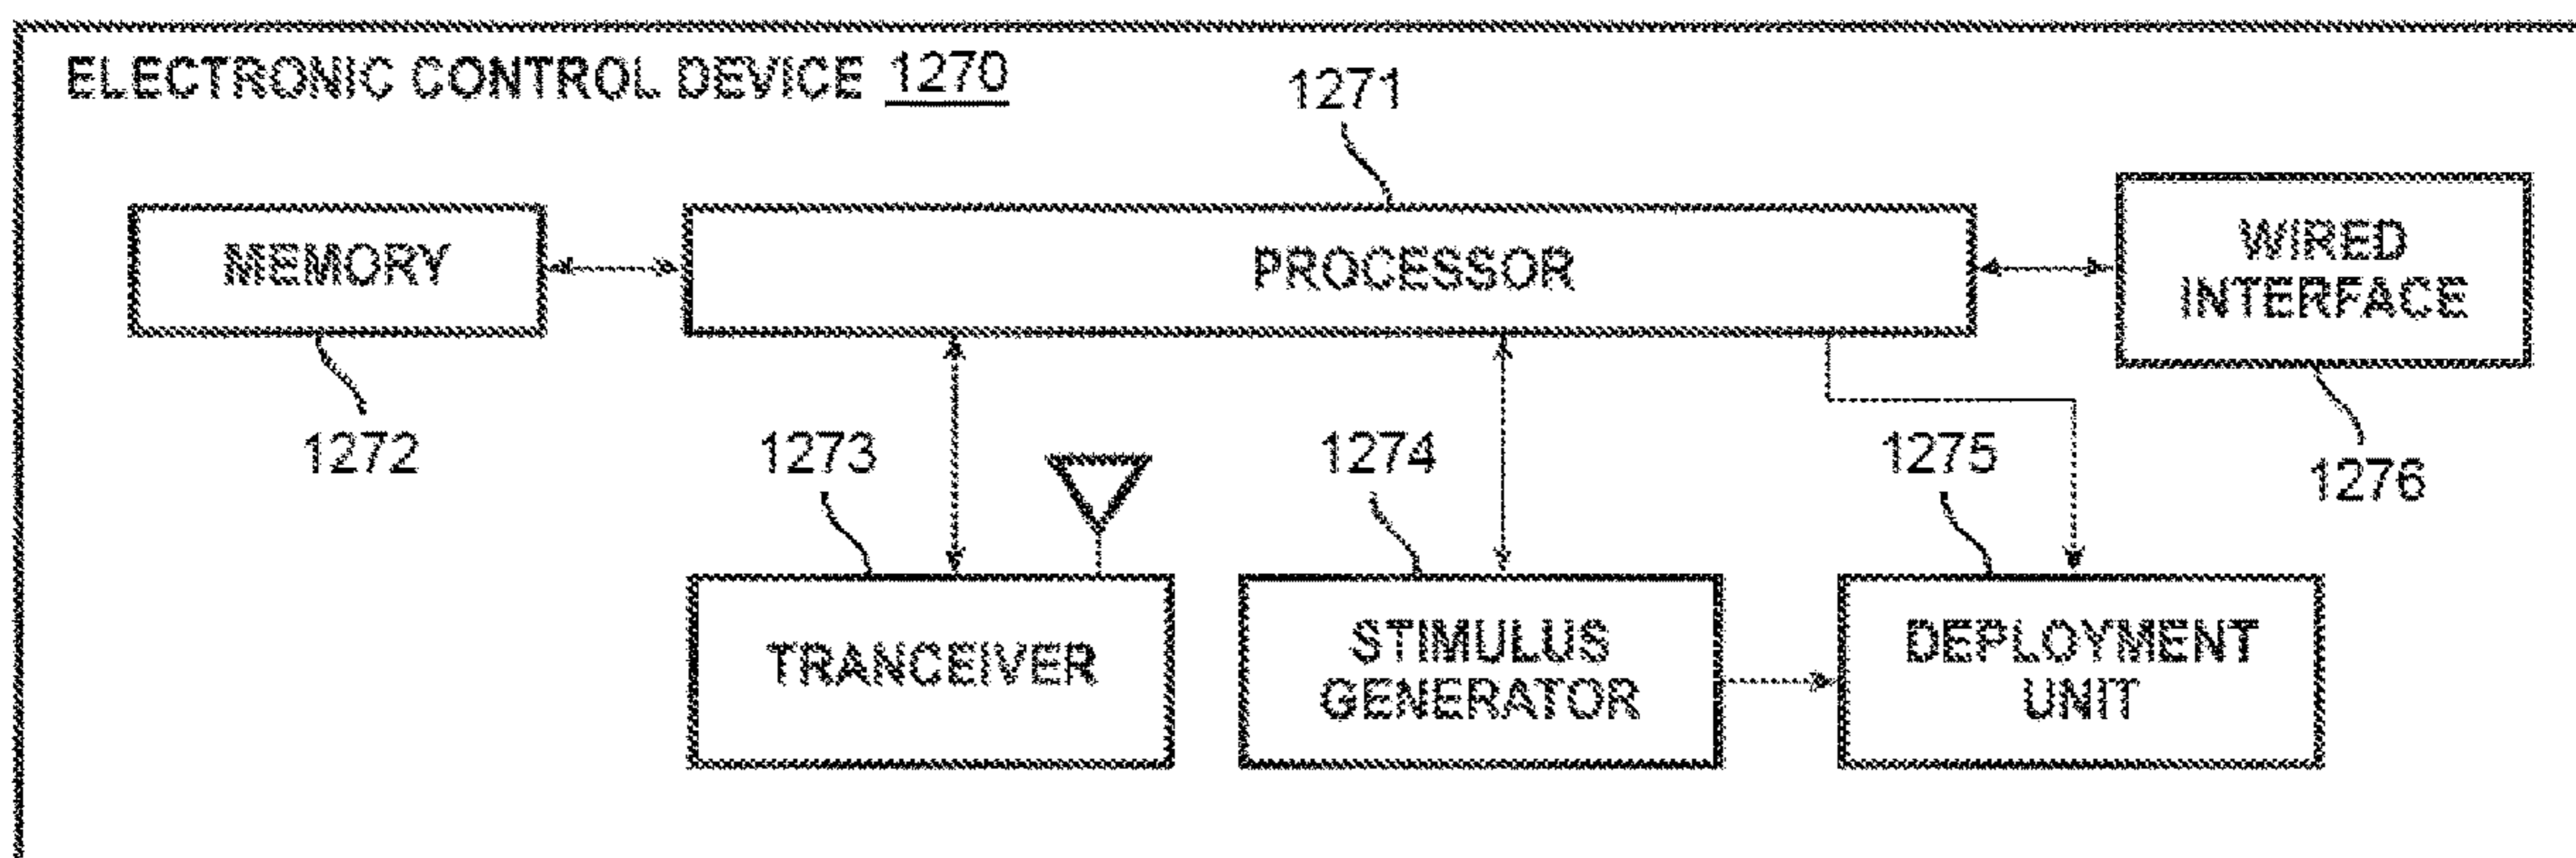 ELECTRONIC CONTROL DEVICE 1270
1271
MEMORY
PROCESSOR
WIRED
INTERFACE
1272
1273
1274
1275
1276
TRANCEIVER
STIMULUS
GENERATOR
DEPLOYMENT
UNIT